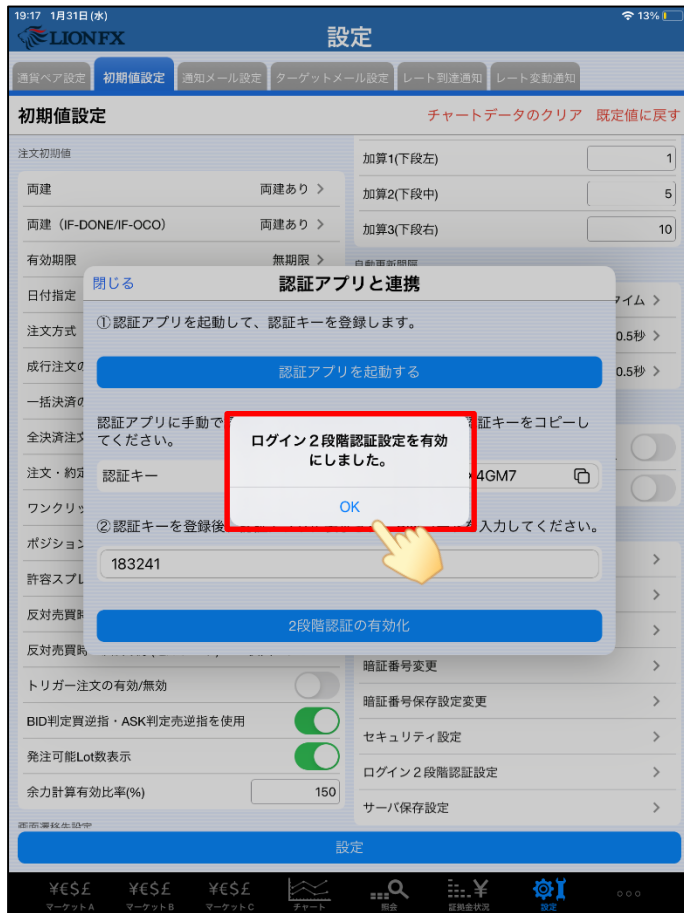 19:17 1月31日(水)
13%
LIONFX
設定
通貨ペア設定
初期値設定
通知メール設定
ターゲットメール設定
レート到達通知
レート変動通知
初期値設定
チャートデータのクリア
既定値に戻す
注文初期値
両建
両建あり
両建（IF-DONE/IF-OCO）
両建あり
有効期限
無期限
日付指定
注文方式
成行注文の
一括決済の
全決済注文
注文・約定
ワンクリッ
ポジション
許容スプレ
反対売買時
反対売買時
トリガー注文の有効/無効
BID判定買逆指・ASK判定売逆指を使用
発注可能Lot数表示
余力計算有効比率(%)
150
画面遷移先設定
加算1(下段左)
1
加算2(下段中)
5
加算3(下段右)
10
自動更新間隔
タイム
0.5秒
0.5秒
暗証番号変更
暗証番号保存設定変更
セキュリティ設定
ログイン２段階認証設定
サーバ保存設定
閉じる
認証アプリと連携
①認証アプリを起動して、認証キーを登録します。
認証アプリを起動する
認証アプリに手動で
証キーをコピーし
てください。
認証キー
4GM7
②認証キーを登録後
を入力してください。
183241
2段階認証の有効化
ログイン２段階認証設定を有効
にしました。
OK
設定
¥€$£
マーケットA
¥€$£
マーケットB
¥€$£
マーケットC
チャート
照会
証拠金状況
設定